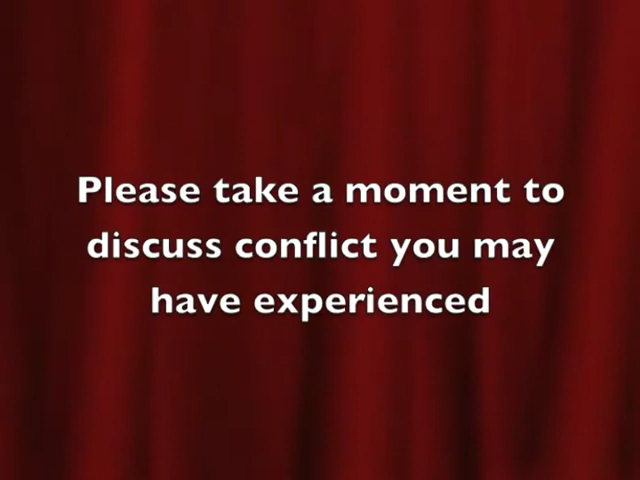 Please take a moment to
discuss conflict you may
have experienced